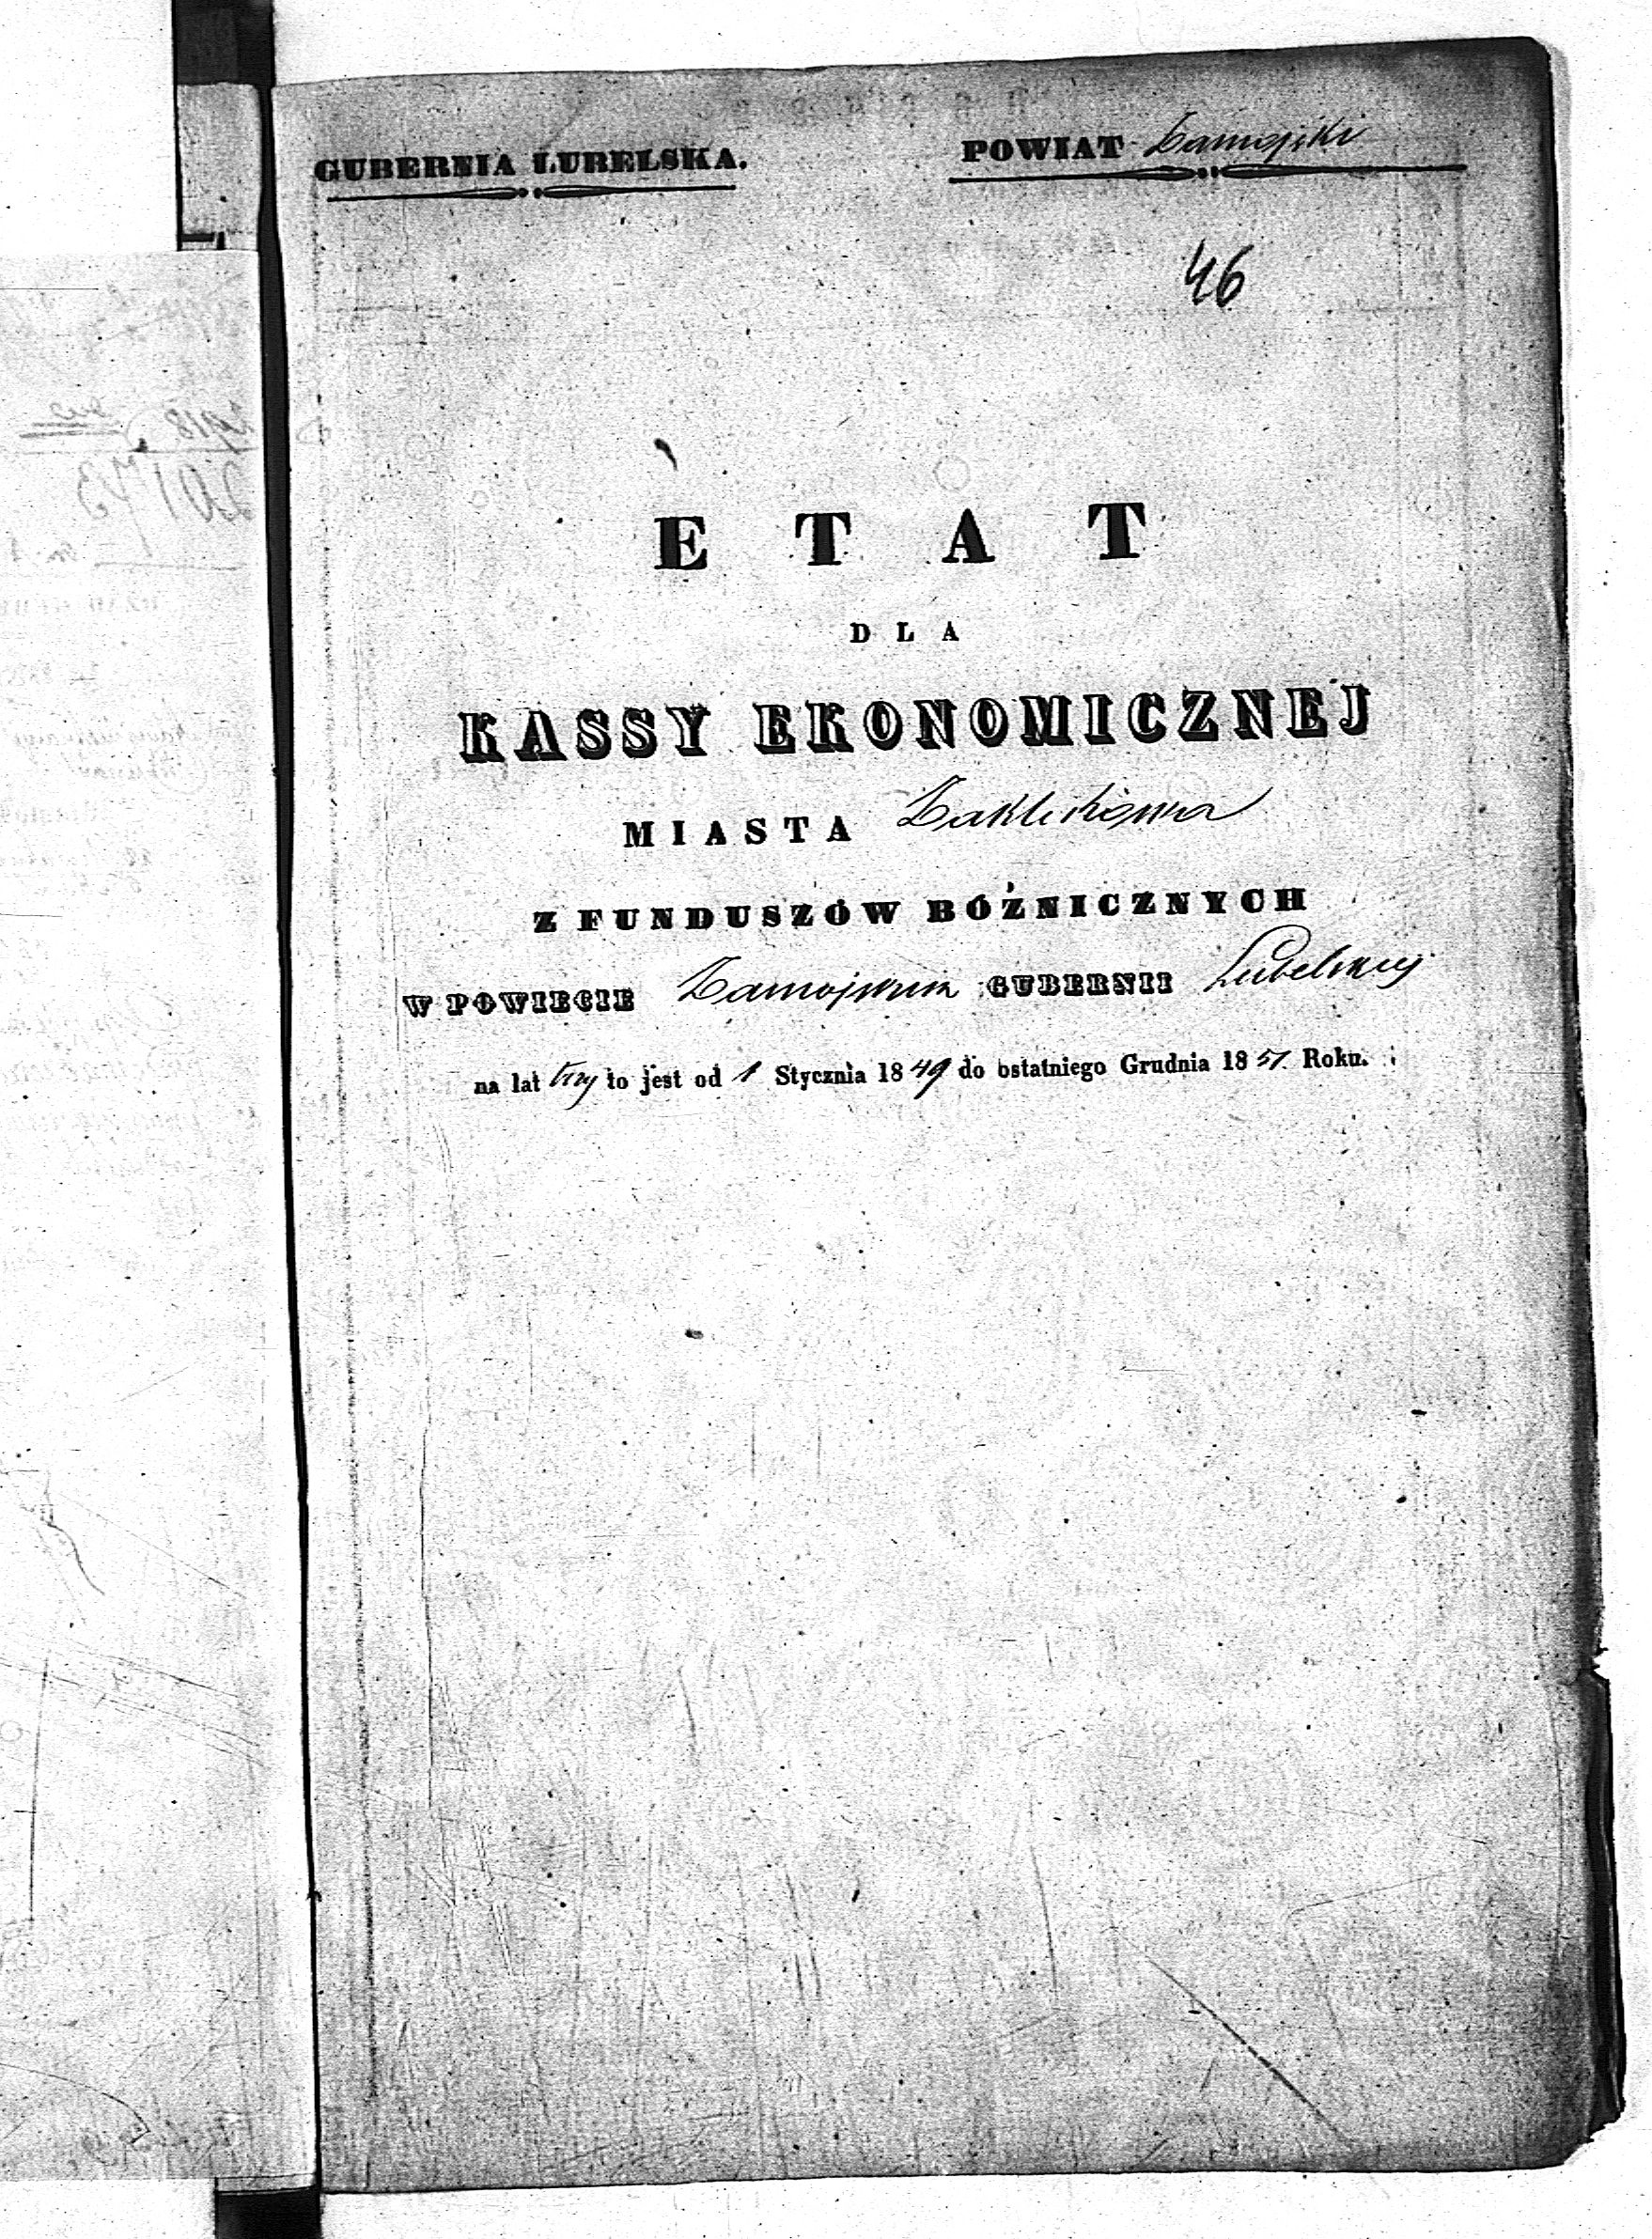 GUBERNIA LUBELSKA.
POWIAT Zamojski
46
ETAT
DLA
KASSY EKONOMICZNEJ
MIASTA Zaklikowa
Z FUNDUSZÓW BÓŻNICZNYCH
W POWIECIE Zamojskim GUBERNII Lubelskiej
na lat trzy to jest od 1 Stycznia 1849 do ostatniego Grudnia 1851. Roku.